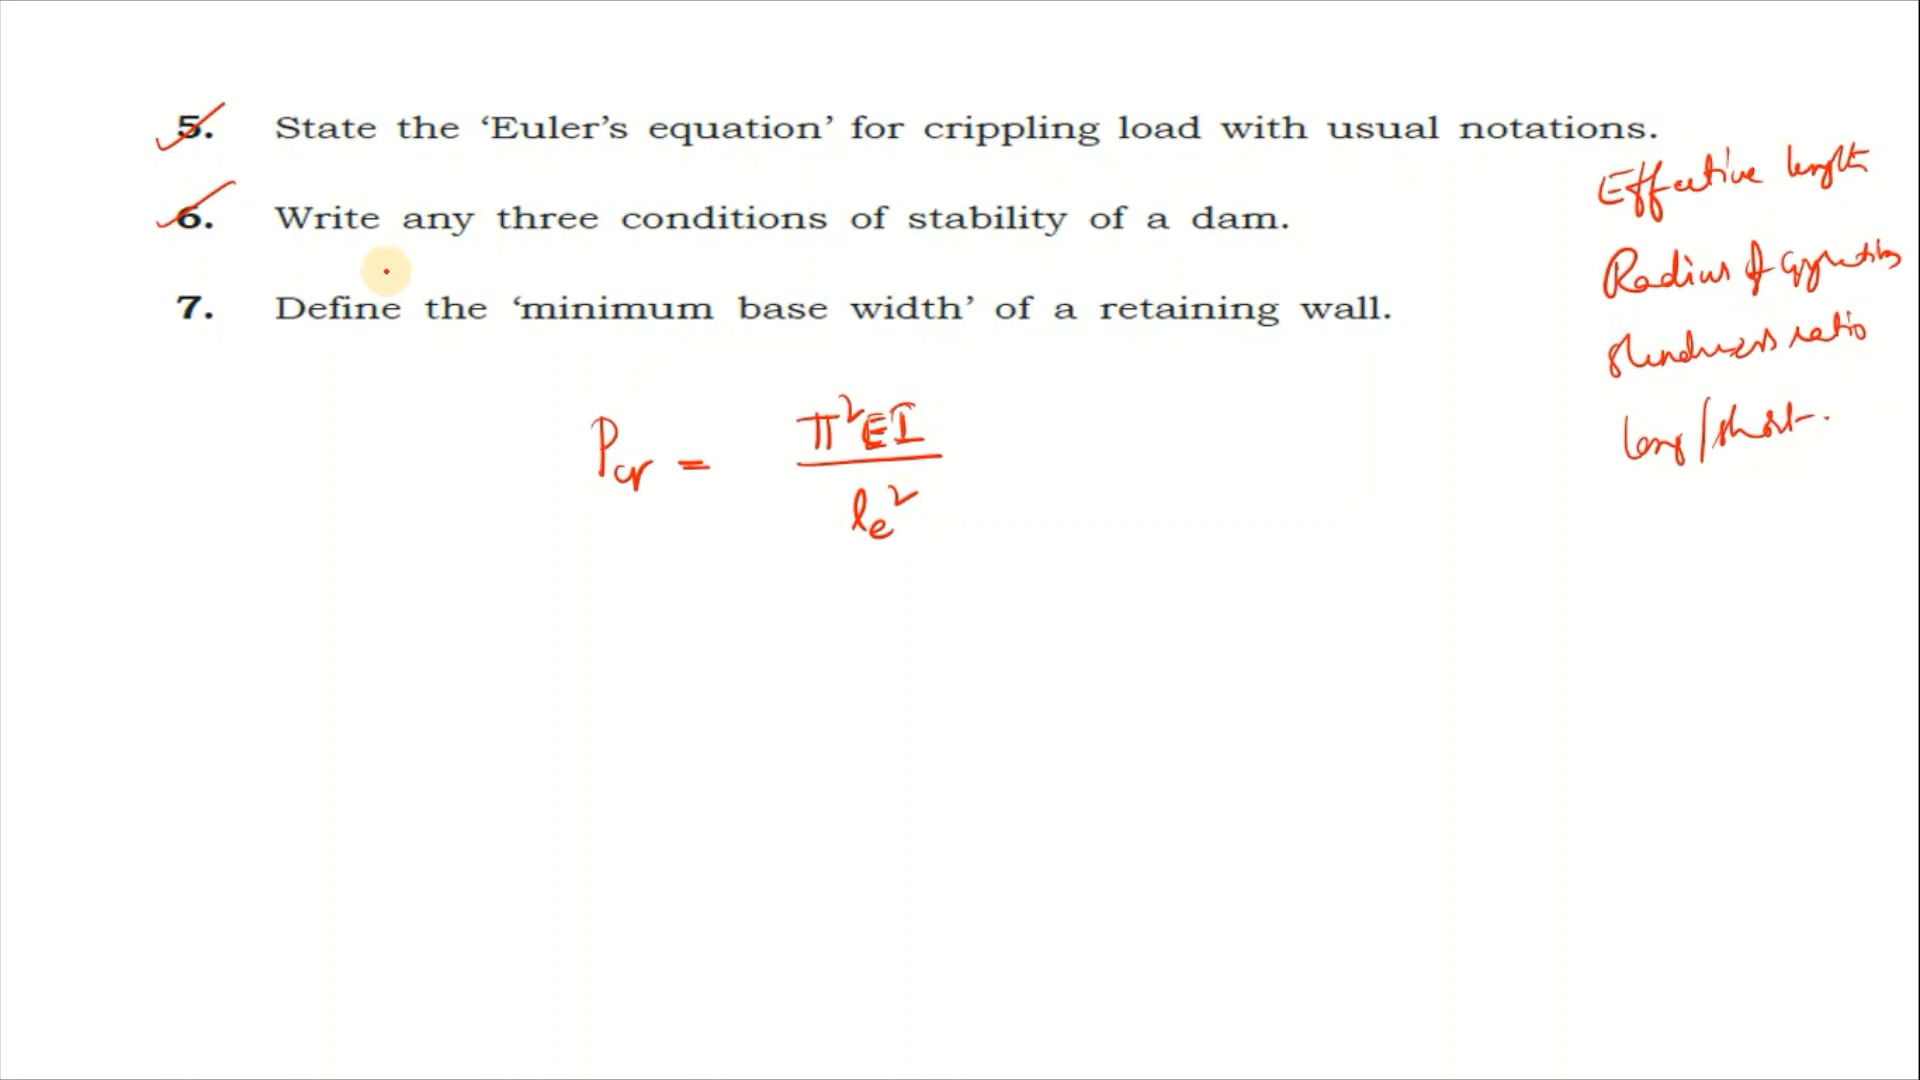 5. State the ‘Euler’s equation’ for crippling load with usual notations.
6. Write any three conditions of stability of a dam.
7. Define the ‘minimum base width’ of a retaining wall.
Effective length
Radius of
ratio
long/short.
Pcr = π²EI / le²